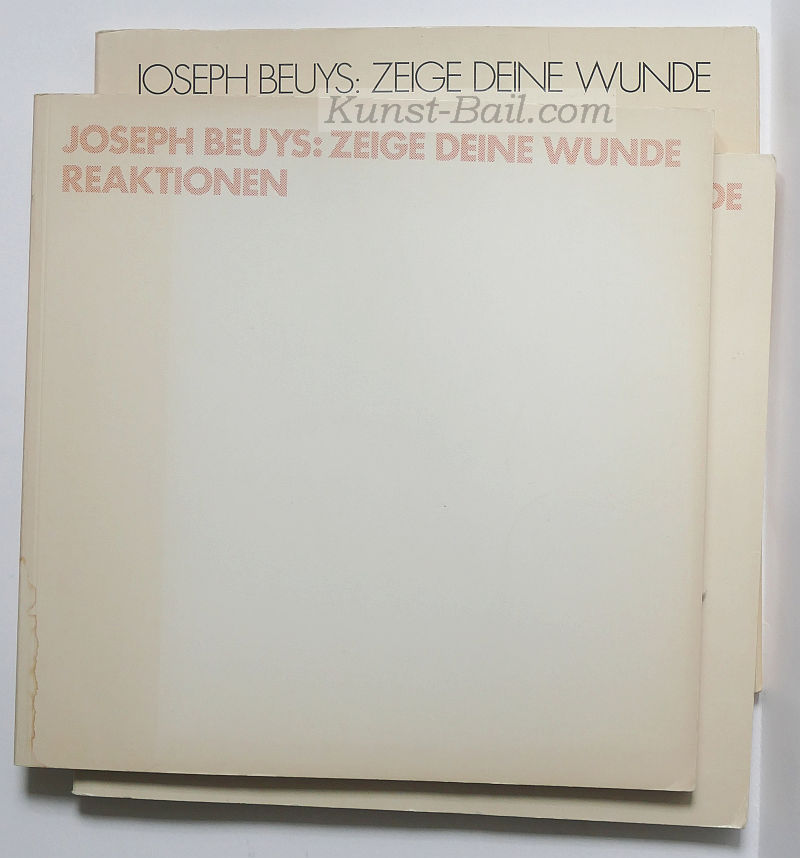 JOSEPH BEUYS: ZEIGE DEINE WUNDE
Kunst-Bail.com
JOSEPH BEUYS: ZEIGE DEINE WUNDE
REAKTIONEN
DE